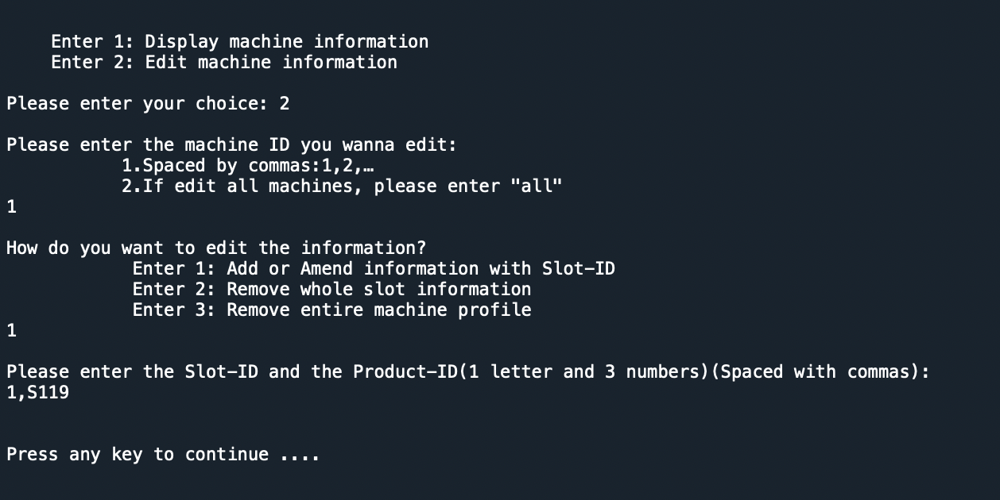 Enter 1: Display machine information
Enter 2: Edit machine information
Please enter your choice: 2
Please enter the machine ID you wanna edit:
1.Spaced by commas:1,2,…
2.If edit all machines, please enter "all"
1
How do you want to edit the information?
Enter 1: Add or Amend information with Slot-ID
Enter 2: Remove whole slot information
Enter 3: Remove entire machine profile
1
Please enter the Slot-ID and the Product-ID(1 letter and 3 numbers)(Spaced with commas):
1,S119
Press any key to continue ....